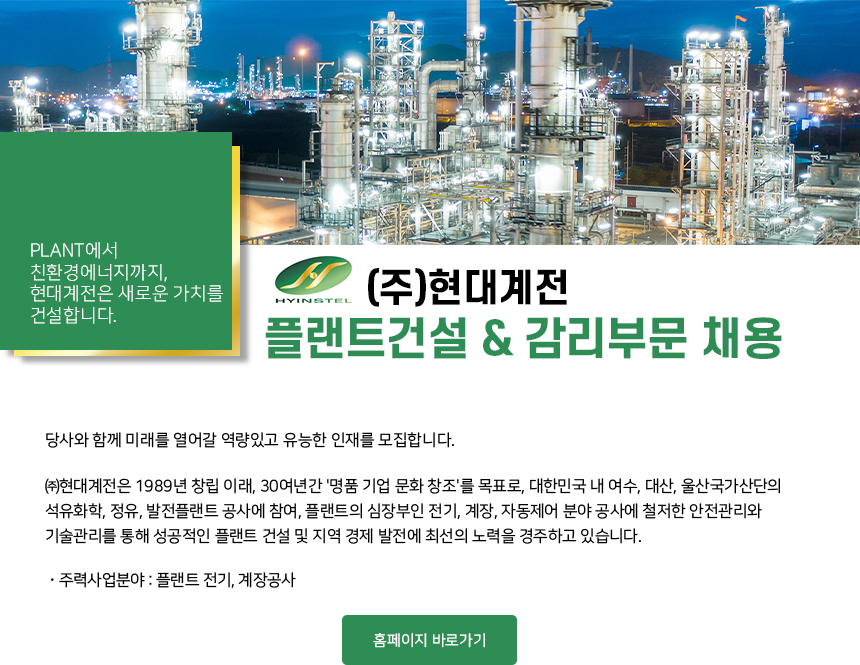 PLANT에서
친환경에너지까지,
현대계전은 새로운 가치를
건설합니다.
HYINSTEL
(주)현대계전
플랜트건설 & 감리부문 채용
당사와 함께 미래를 열어갈 역량있고 유능한 인재를 모집합니다.
㈜현대계전은 1989년 창립 이래, 30여년간 '명품 기업 문화 창조'를 목표로, 대한민국 내 여수, 대산, 울산국가산단의
석유화학, 정유, 발전플랜트 공사에 참여, 플랜트의 심장부인 전기, 계장, 자동제어 분야 공사에 철저한 안전관리와
기술관리를 통해 성공적인 플랜트 건설 및 지역 경제 발전에 최선의 노력을 경주하고 있습니다.
· 주력사업분야 : 플랜트 전기, 계장공사
홈페이지 바로가기